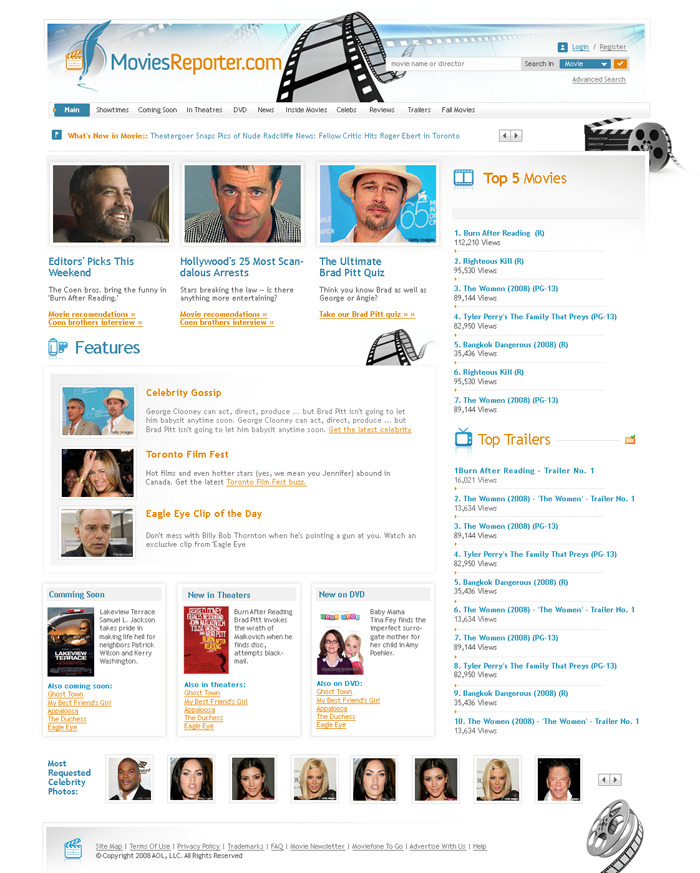 MoviesReporter.com
Login / Register
movie name or director
Search in
Movie
Advanced Search
Main
Showtimes
Coming Soon
In Theatres
DVD
News
Inside Movies
Celebs
Reviews
Trailers
Fall Movies
What's New in Movies: Theatergoer Snaps Pics of Nude Radcliffe News: Fellow Critic Hits Roger Ebert in Toronto
Editors' Picks This
Weekend
The Coen bros. bring the funny in
'Burn After Reading.'
Movie recomendations »
Coen brothers interview »
Hollywood's 25 Most Scan-
dalous Arrests
Stars breaking the law -- is there
anything more entertaining?
Movie recomendations »
Coen brothers interview »
Getty Images
The Ultimate
Brad Pitt Quiz
Think you know Brad as well as
George or Angie?
Take our Brad Pitt quiz » »
Features
Celebrity Gossip
George Clooney can act, direct, produce ... but Brad Pitt isn't going to let
him babysit anytime soon. George Clooney can act, direct, produce ... but
Brad Pitt isn't going to let him babysit anytime soon. Get the latest celebrity
Toronto Film Fest
Hot films and even hotter stars (yes, we mean you Jennifer) abound in
Canada. Get the latest Toronto Film Fest buzz.
Eagle Eye Clip of the Day
Don't mess with Billy Bob Thornton when he's pointing a gun at you. Watch an
exclusive clip from 'Eagle Eye
Comming Soon
LAKEVIEW
TERRACE
Lakeview Terrace
Samuel L. Jackson
takes pride in
making life hell for
neighbors Patrick
Wilson and Kerry
Washington.
Also coming soon:
Ghost Town
My Best Friend's Girl
Appaloosa
The Duchess
Eagle Eye
New in Theaters
Burn After Reading
Brad Pitt invokes
the wrath of
Malkovich when he
finds disc,
attempts black-
mail.
Also in theaters:
Ghost Town
My Best Friend's Girl
Appaloosa
The Duchess
Eagle Eye
New on DVD
Baby Mama
Tina Fey finds the
imperfect surro-
gate mother for
her child in Amy
Poehler.
Also on DVD:
Ghost Town
My Best Friend's Girl
Appaloosa
The Duchess
Eagle Eye
Top 5 Movies
1. Burn After Reading (R)
112,210 Views
2. Righteous Kill (R)
95,530 Views
3. The Women (2008) (PG-13)
89,144 Views
4. Tyler Perry's The Family That Preys (PG-13)
82,950 Views
5. Bangkok Dangerous (2008) (R)
35,436 Views
6. Righteous Kill (R)
95,530 Views
7. The Women (2008) (PG-13)
89,144 Views
Top Trailers
1Burn After Reading - Trailer No. 1
16,021 Views
2. The Women (2008) - 'The Women' - Trailer No. 1
13,634 Views
3. The Women (2008) (PG-13)
89,144 Views
4. Tyler Perry's The Family That Preys (PG-13)
82,950 Views
5. Bangkok Dangerous (2008) (R)
35,436 Views
6. The Women (2008) - 'The Women' - Trailer No. 1
13,634 Views
7. The Women (2008) (PG-13)
89,144 Views
8. Tyler Perry's The Family That Preys (PG-13)
82,950 Views
9. Bangkok Dangerous (2008) (R)
35,436 Views
10. The Women (2008) - 'The Women' - Trailer No. 1
13,634 Views
Most
Requested
Celebrity
Photos:
Site Map | Terms Of Use | Privacy Policy | Trademarks | FAQ | Movie Newsletter | Moviefone To Go | Advertise With Us | Help
© Copyright 2008 AOL, LLC. All Rights Reserved